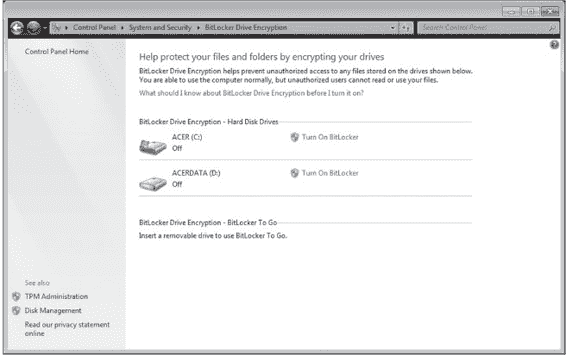 Control Panel ▸ System and Security ▸ BitLocker Drive Encryption
Search Control Panel
Control Panel Home
Help protect your files and folders by encrypting your drives
BitLocker Drive Encryption helps prevent unauthorized access to any files stored on the drives shown below.
You are able to use the computer normally, but unauthorized users cannot read or use your files.
What should I know about BitLocker Drive Encryption before I turn it on?
BitLocker Drive Encryption - Hard Disk Drives
ACER (C:)
Off
Turn On BitLocker
ACERDATA (D:)
Off
Turn On BitLocker
BitLocker Drive Encryption - BitLocker To Go
Insert a removable drive to use BitLocker To Go.
See also
TPM Administration
Disk Management
Read our privacy statement
online